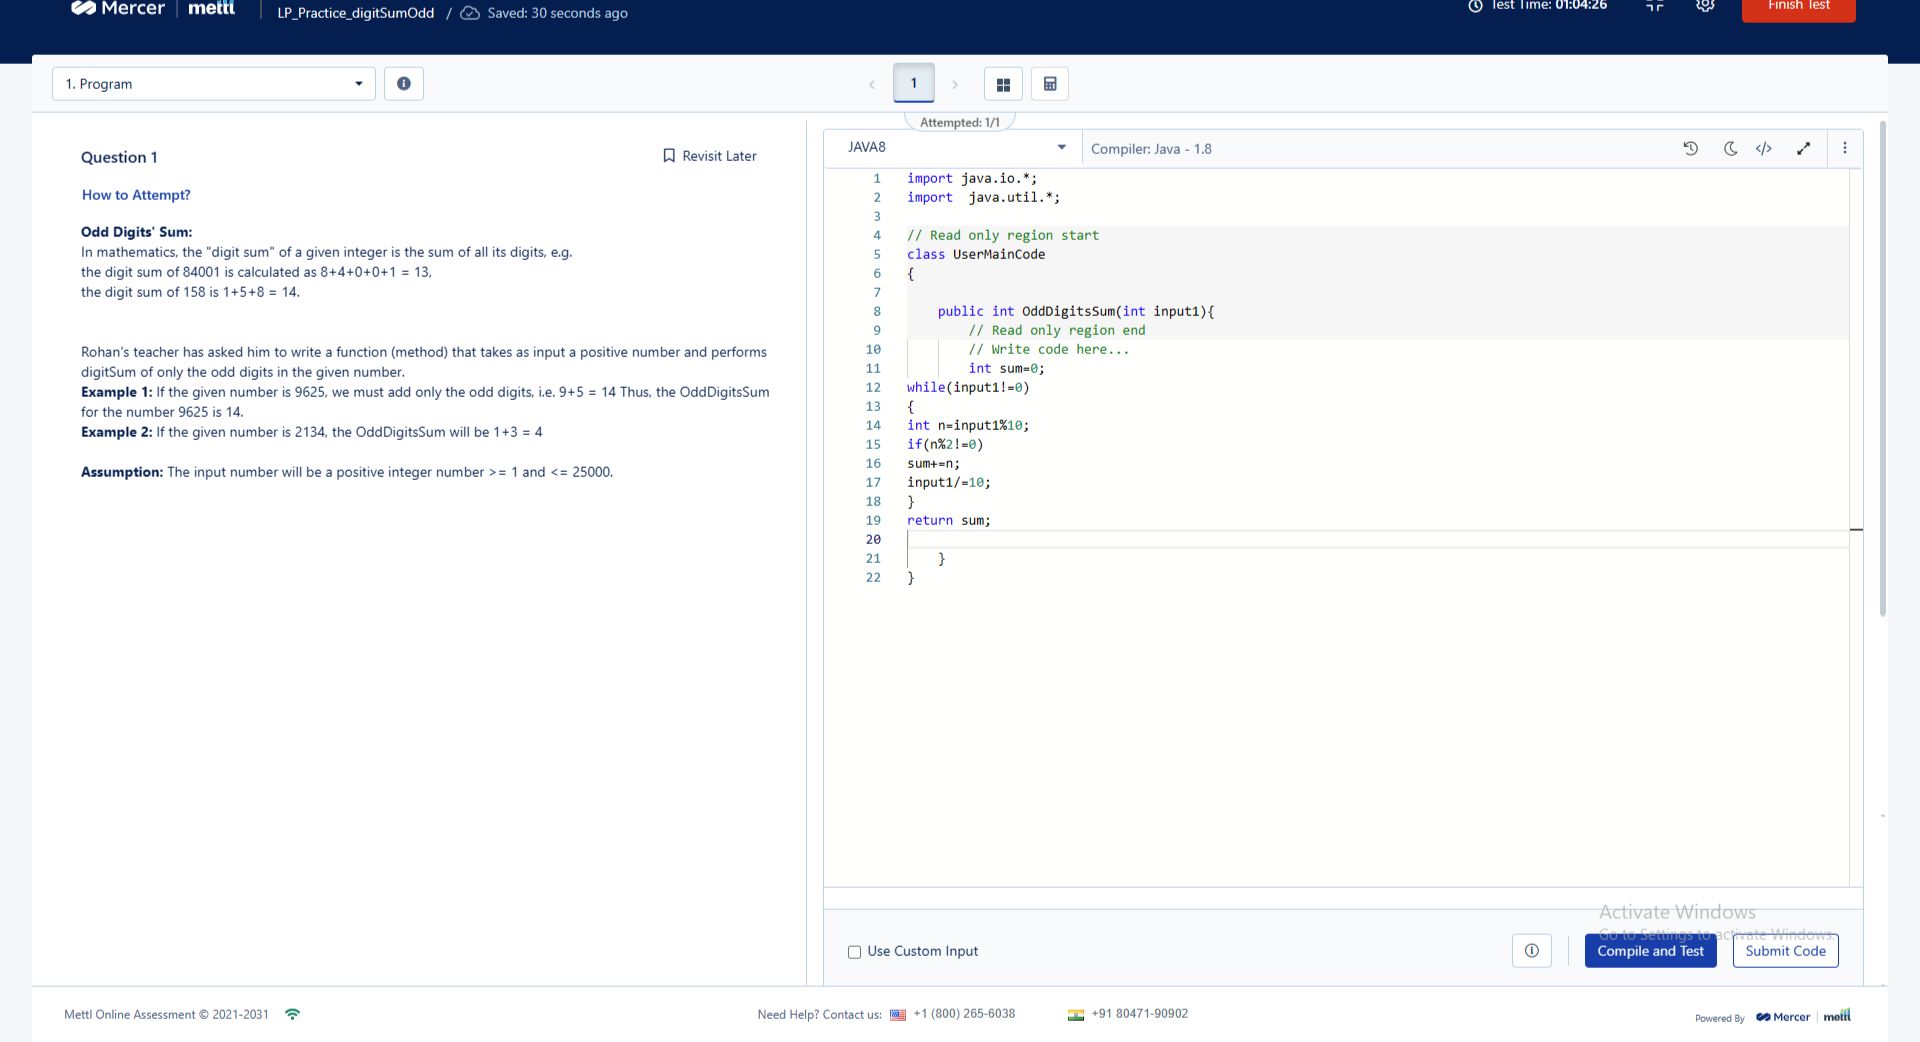 Mercer mettl LP_Practice_digitSumOdd / Saved: 30 seconds ago Test Time: 01:04:26 Finish Test
1. Program 1
Attempted: 1/1
Question 1 Revisit Later
How to Attempt?
Odd Digits' Sum:
In mathematics, the "digit sum" of a given integer is the sum of all its digits, e.g.
the digit sum of 84001 is calculated as 8+4+0+0+1 = 13,
the digit sum of 158 is 1+5+8 = 14.
Rohan's teacher has asked him to write a function (method) that takes as input a positive number and performs
digitSum of only the odd digits in the given number.
Example 1: If the given number is 9625, we must add only the odd digits, i.e. 9+5 = 14 Thus, the OddDigitsSum
for the number 9625 is 14.
Example 2: If the given number is 2134, the OddDigitsSum will be 1+3 = 4
Assumption: The input number will be a positive integer number >= 1 and <= 25000.
JAVA8 Compiler: Java - 1.8
1 import java.io.*;
2 import  java.util.*;
3
4 // Read only region start
5 class UserMainCode
6 {
7
8     public int OddDigitsSum(int input1){
9         // Read only region end
10         // Write code here...
11         int sum=0;
12 while(input1!=0)
13 {
14 int n=input1%10;
15 if(n%2!=0)
16 sum+=n;
17 input1/=10;
18 }
19 return sum;
20
21     }
22 }
Activate Windows
Go to Settings to activate Windows.
Use Custom Input Compile and Test Submit Code
Mettl Online Assessment © 2021-2031 Need Help? Contact us: +1 (800) 265-6038 +91 80471-90902 Powered By Mercer mettl